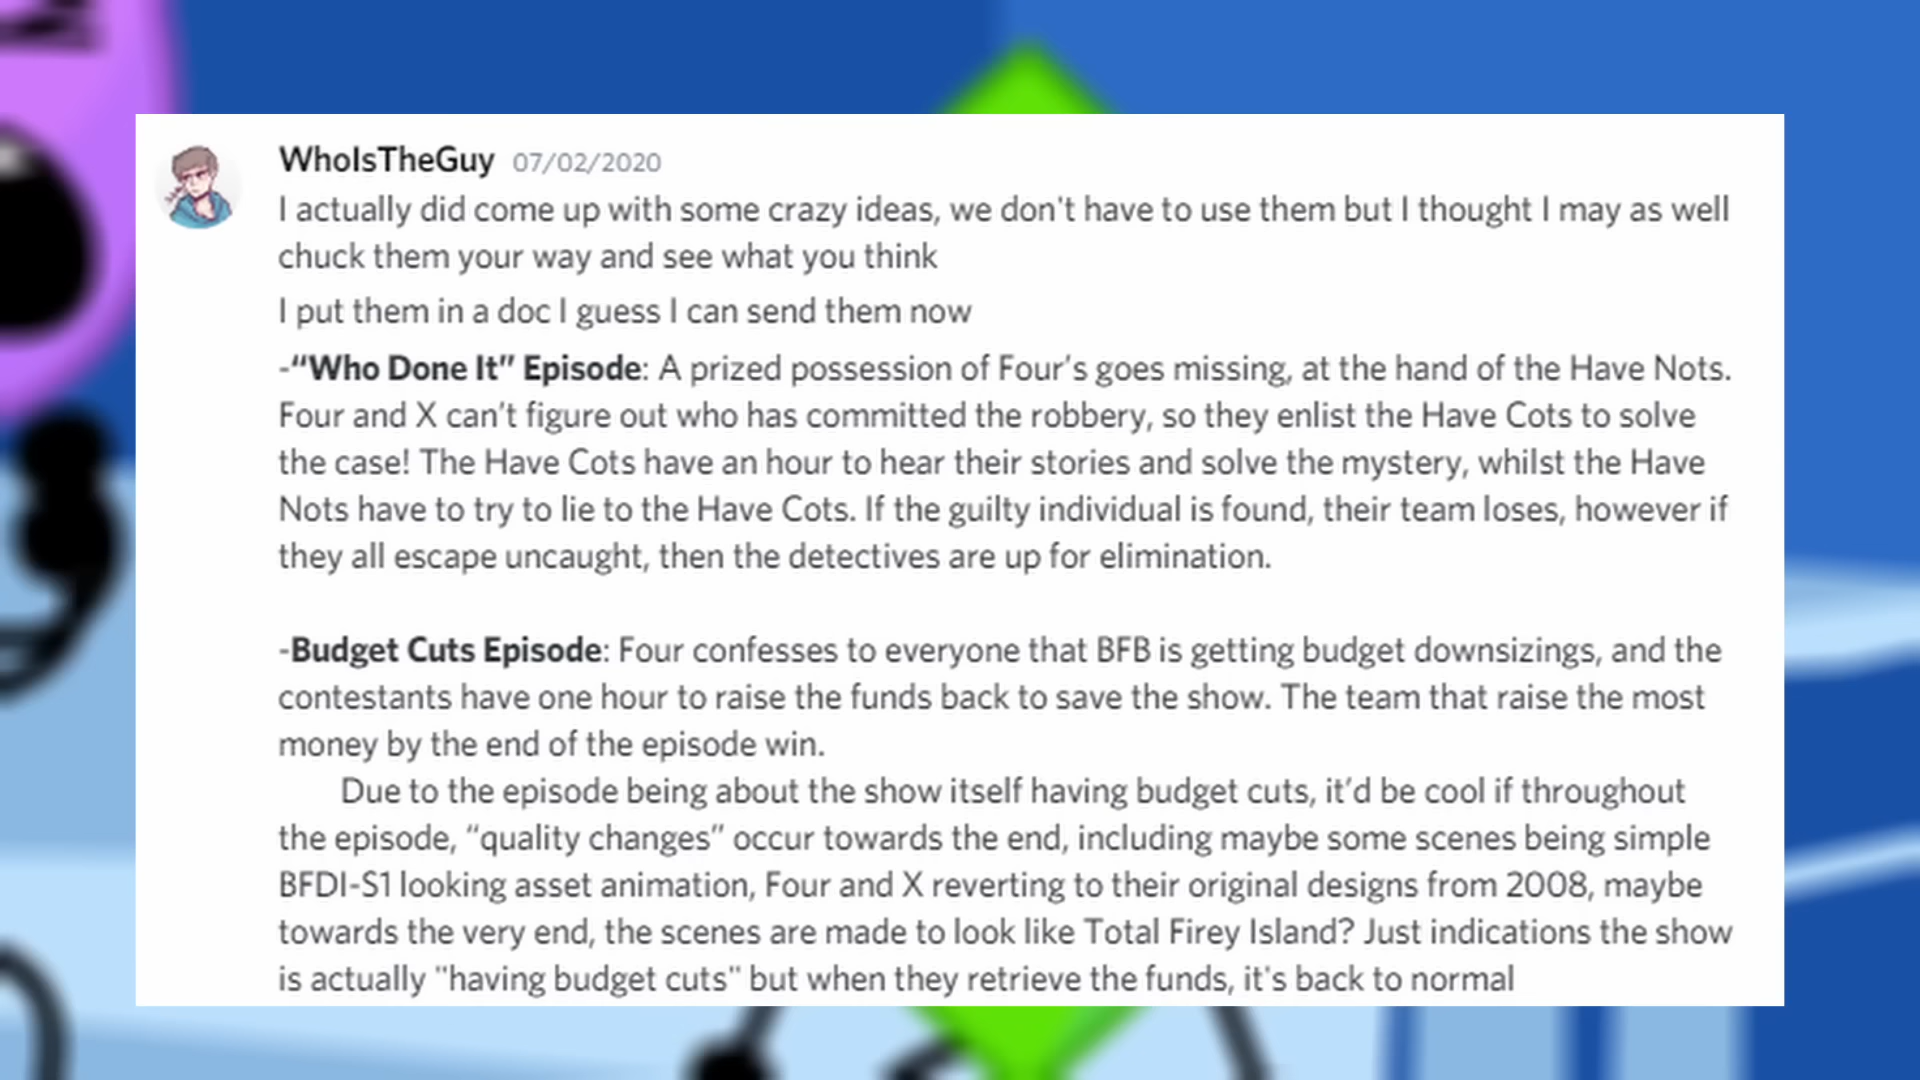 WhoIsTheGuy 07/02/2020
I actually did come up with some crazy ideas, we don't have to use them but I thought I may as well
chuck them your way and see what you think
I put them in a doc I guess I can send them now
-“Who Done It” Episode: A prized possession of Four’s goes missing, at the hand of the Have Nots.
Four and X can’t figure out who has committed the robbery, so they enlist the Have Cots to solve
the case! The Have Cots have an hour to hear their stories and solve the mystery, whilst the Have
Nots have to try to lie to the Have Cots. If the guilty individual is found, their team loses, however if
they all escape uncaught, then the detectives are up for elimination.
-Budget Cuts Episode: Four confesses to everyone that BFB is getting budget downsizings, and the
contestants have one hour to raise the funds back to save the show. The team that raise the most
money by the end of the episode win.
Due to the episode being about the show itself having budget cuts, it’d be cool if throughout
the episode, “quality changes” occur towards the end, including maybe some scenes being simple
BFDI-S1 looking asset animation, Four and X reverting to their original designs from 2008, maybe
towards the very end, the scenes are made to look like Total Firey Island? Just indications the show
is actually "having budget cuts" but when they retrieve the funds, it's back to normal